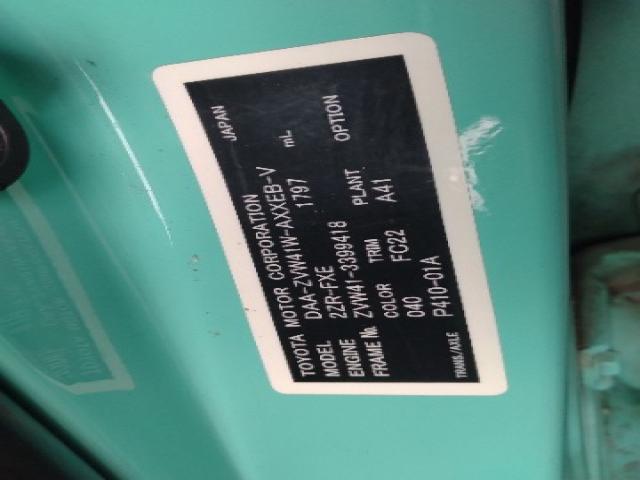 TOYOTA MOTOR CORPORATION JAPAN
MODEL DAA-ZVW41W-AXXEB-V
ENGINE 2ZR-FXE 1797 mL
FRAME No. ZVW41-3399418
COLOR TRIM PLANT OPTION
040 FC22 A41
TRANS./AXLE P410-01A